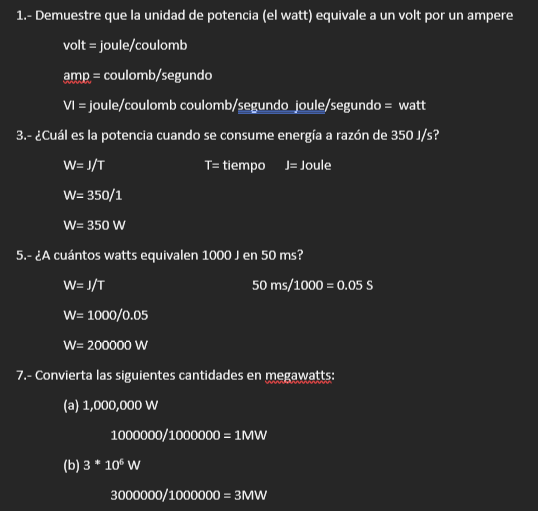 1.- Demuestre que la unidad de potencia (el watt) equivale a un volt por un ampere
volt = joule/coulomb
amp = coulomb/segundo
VI = joule/coulomb coulomb/segundo joule/segundo = watt
3.- ¿Cuál es la potencia cuando se consume energía a razón de 350 J/s?
W= J/T T= tiempo J= Joule
W= 350/1
W= 350 W
5.- ¿A cuántos watts equivalen 1000 J en 50 ms?
W= J/T 50 ms/1000 = 0.05 S
W= 1000/0.05
W= 200000 W
7.- Convierta las siguientes cantidades en megawatts:
(a) 1,000,000 W
1000000/1000000 = 1MW
(b) 3 * 10⁶ W
3000000/1000000 = 3MW